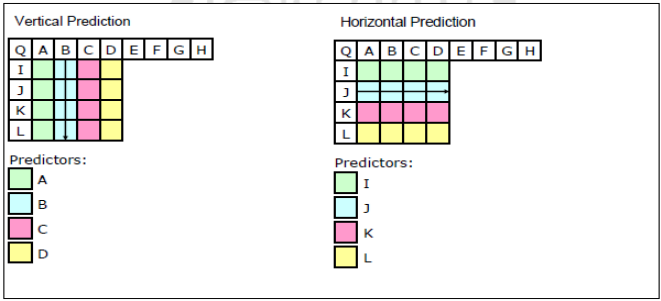 Vertical Prediction
Q A B C D E F G H
I
J
K
L
Predictors:
A
B
C
D
Horizontal Prediction
Q A B C D E F G H
I
J
K
L
Predictors:
I
J
K
L